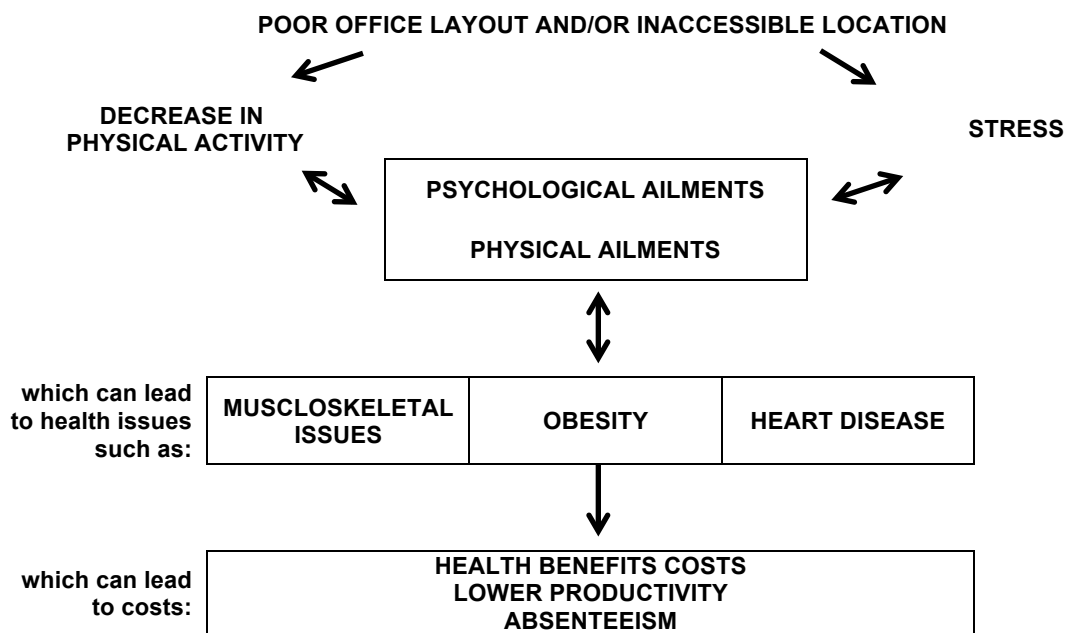 POOR OFFICE LAYOUT AND/OR INACCESSIBLE LOCATION
DECREASE IN
PHYSICAL ACTIVITY
STRESS
PSYCHOLOGICAL AILMENTS
PHYSICAL AILMENTS
which can lead
to health issues
such as:
MUSCLOSKELETAL
ISSUES
OBESITY
HEART DISEASE
which can lead
to costs:
HEALTH BENEFITS COSTS
LOWER PRODUCTIVITY
ABSENTEEISM